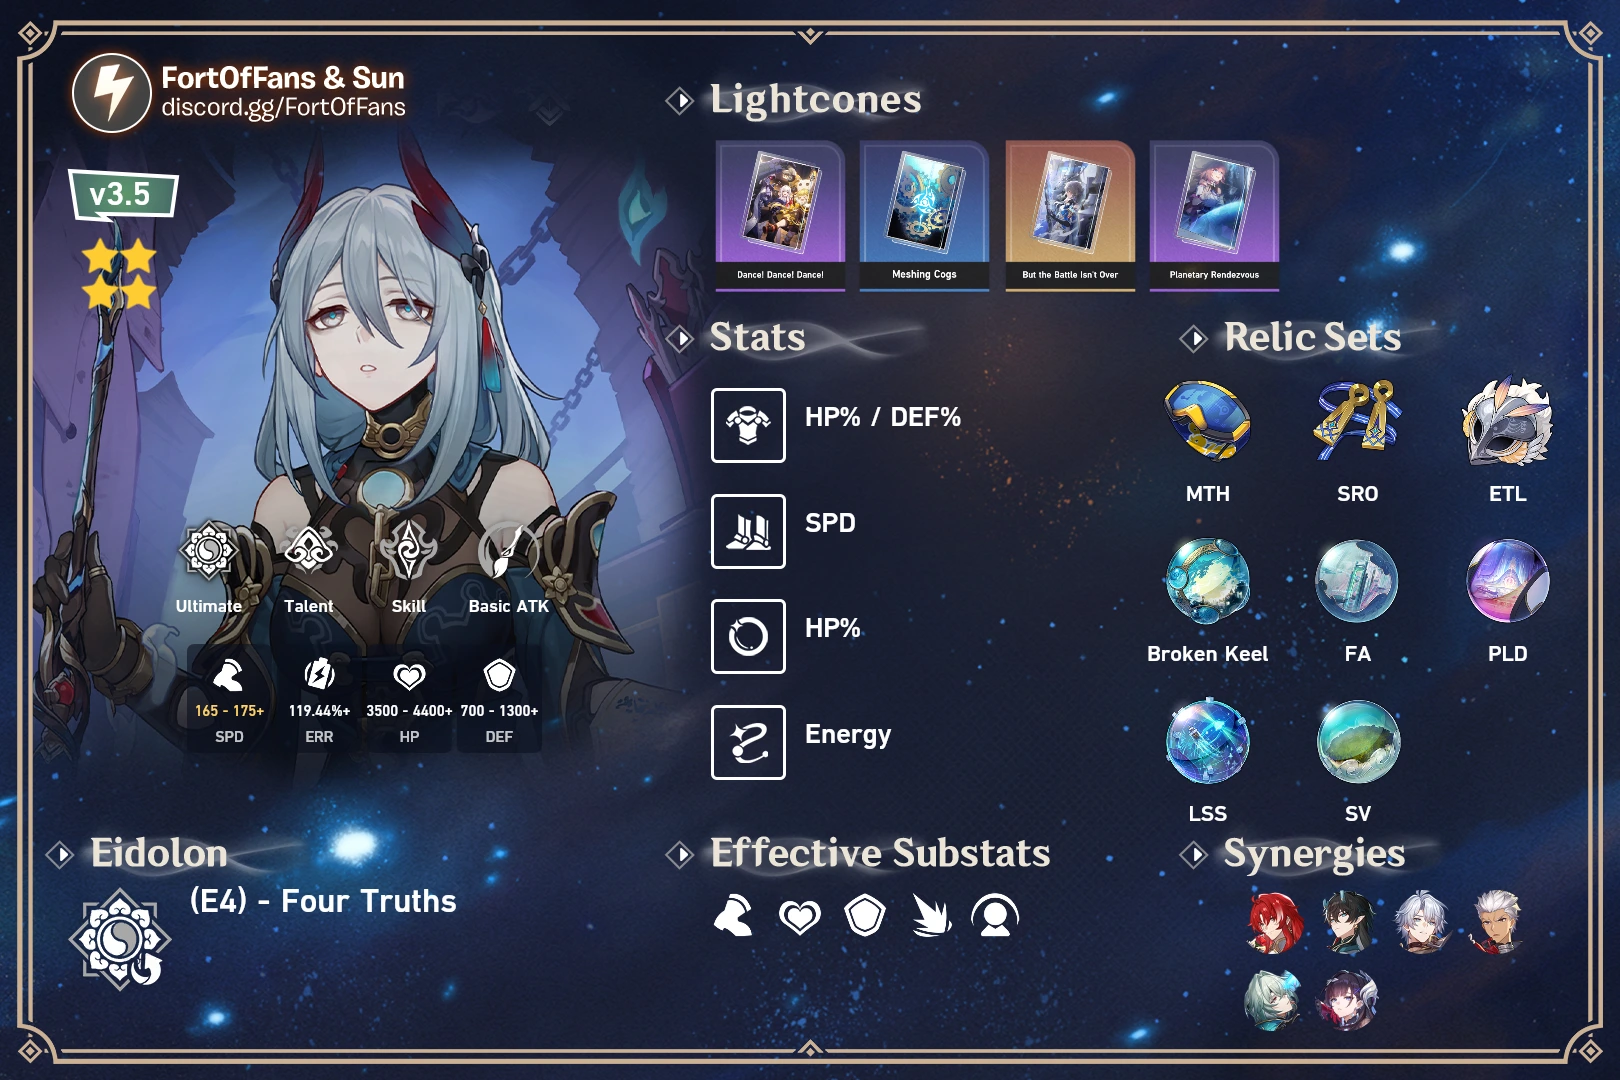 FortOfFans & Sun
discord.gg/FortOfFans
v3.5
Ultimate
Talent
Skill
Basic ATK
165 - 175+
119.44%+
3500 - 4400+
700 - 1300+
SPD
ERR
HP
DEF
Eidolon
(E4) - Four Truths
Lightcones
Dance! Dance! Dance!
Meshing Cogs
But the Battle Isn't Over
Planetary Rendezvous
Stats
HP% / DEF%
SPD
HP%
Energy
Relic Sets
MTH
SRO
ETL
Broken Keel
FA
PLD
LSS
SV
Effective Substats
Synergies